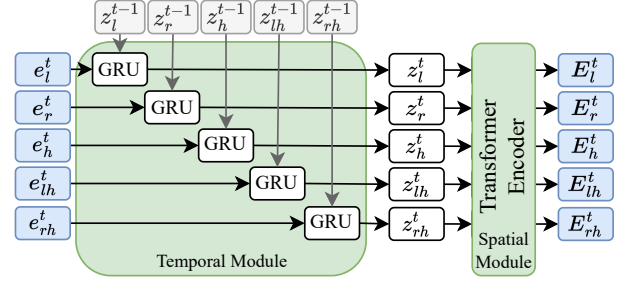 z_l^{t-1} z_r^{t-1} z_h^{t-1} z_{lh}^{t-1} z_{rh}^{t-1}
e_l^t GRU z_l^t E_l^t
e_r^t GRU z_r^t E_r^t
e_h^t GRU z_h^t E_h^t
e_{lh}^t GRU z_{lh}^t E_{lh}^t
e_{rh}^t GRU z_{rh}^t E_{rh}^t
Temporal Module
Transformer
Encoder
Spatial
Module